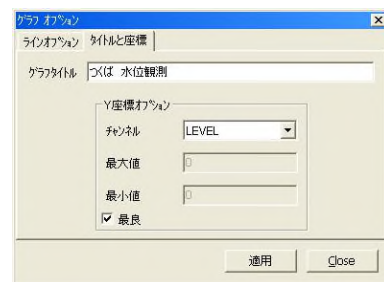 グラフ オプション
ラインオプション タイトルと座標
グラフタイトル つくば 水位観測
Y座標オプション
チャンネル LEVEL
最大値 0
最小値 0
最良
適用 Close